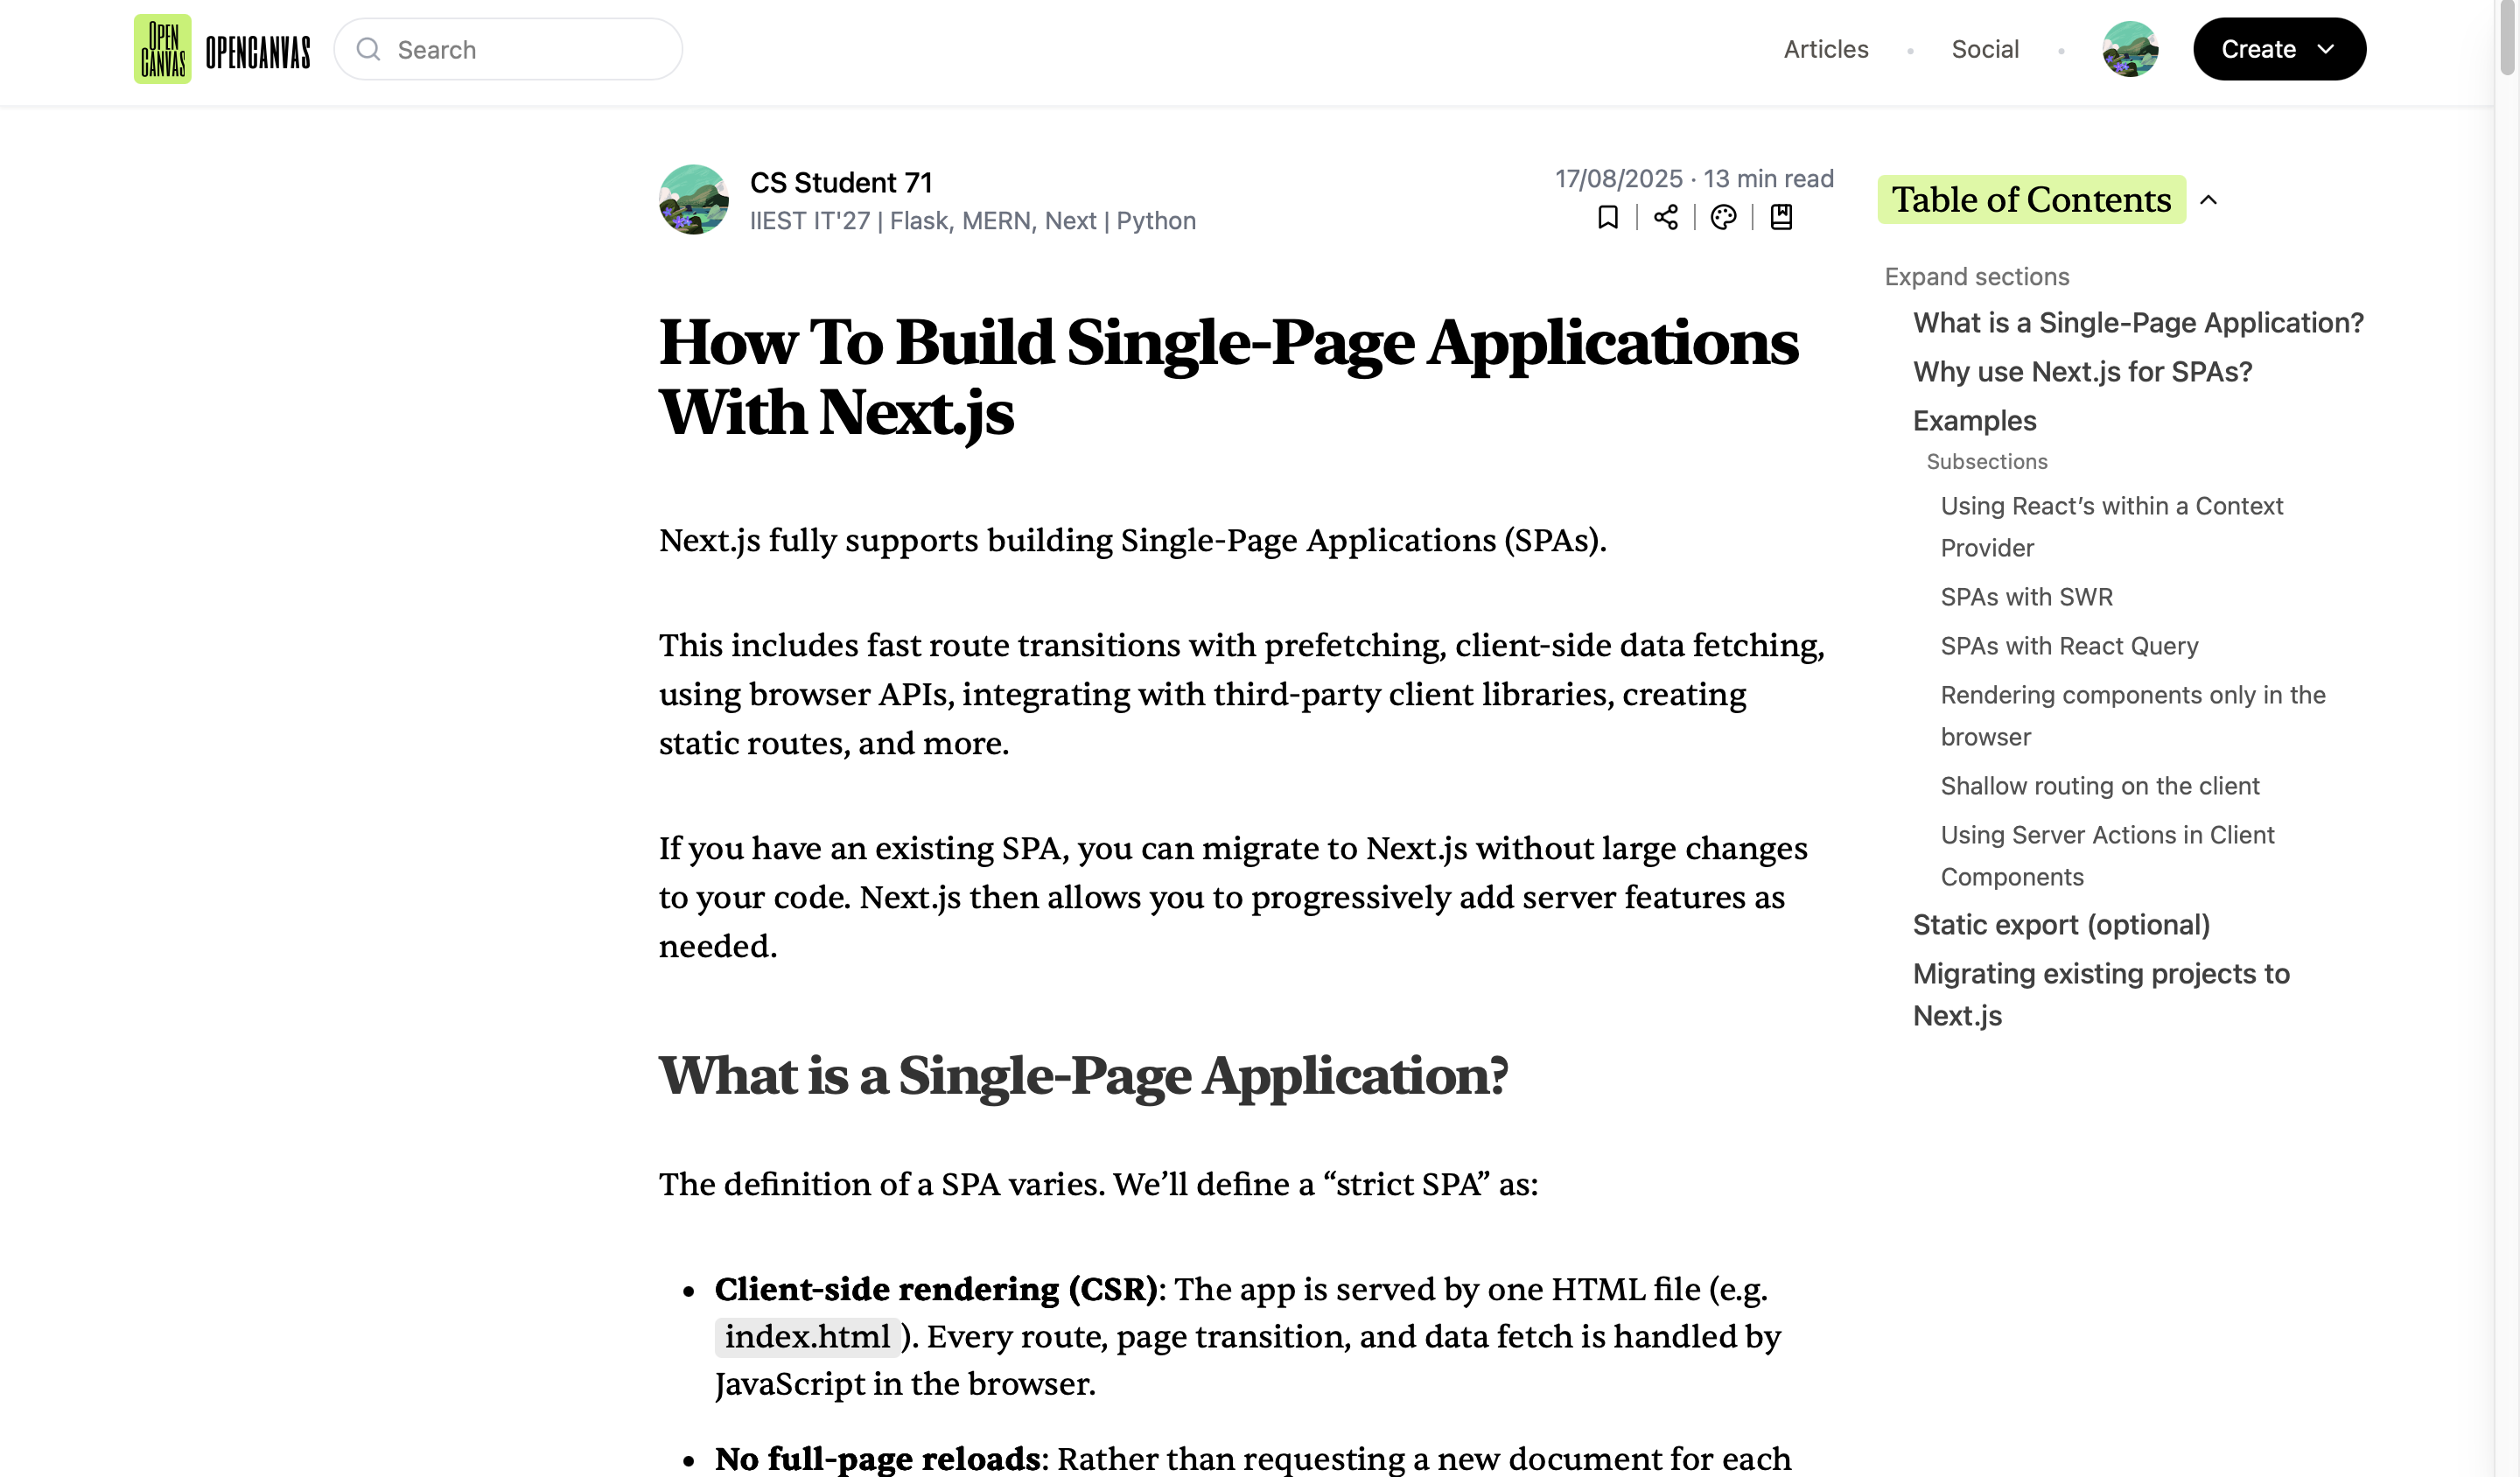 OPEN
CANVAS
OPENCANVAS
Search
Articles
Social
Create
CS Student 71
IIEST IT'27 | Flask, MERN, Next | Python
17/08/2025 · 13 min read
How To Build Single-Page Applications
With Next.js
Next.js fully supports building Single-Page Applications (SPAs).
This includes fast route transitions with prefetching, client-side data fetching,
using browser APIs, integrating with third-party client libraries, creating
static routes, and more.
If you have an existing SPA, you can migrate to Next.js without large changes
to your code. Next.js then allows you to progressively add server features as
needed.
What is a Single-Page Application?
The definition of a SPA varies. We’ll define a “strict SPA” as:
• Client-side rendering (CSR): The app is served by one HTML file (e.g.
index.html ). Every route, page transition, and data fetch is handled by
JavaScript in the browser.
• No full-page reloads: Rather than requesting a new document for each
Table of Contents
Expand sections
What is a Single-Page Application?
Why use Next.js for SPAs?
Examples
Subsections
Using React’s within a Context
Provider
SPAs with SWR
SPAs with React Query
Rendering components only in the
browser
Shallow routing on the client
Using Server Actions in Client
Components
Static export (optional)
Migrating existing projects to
Next.js